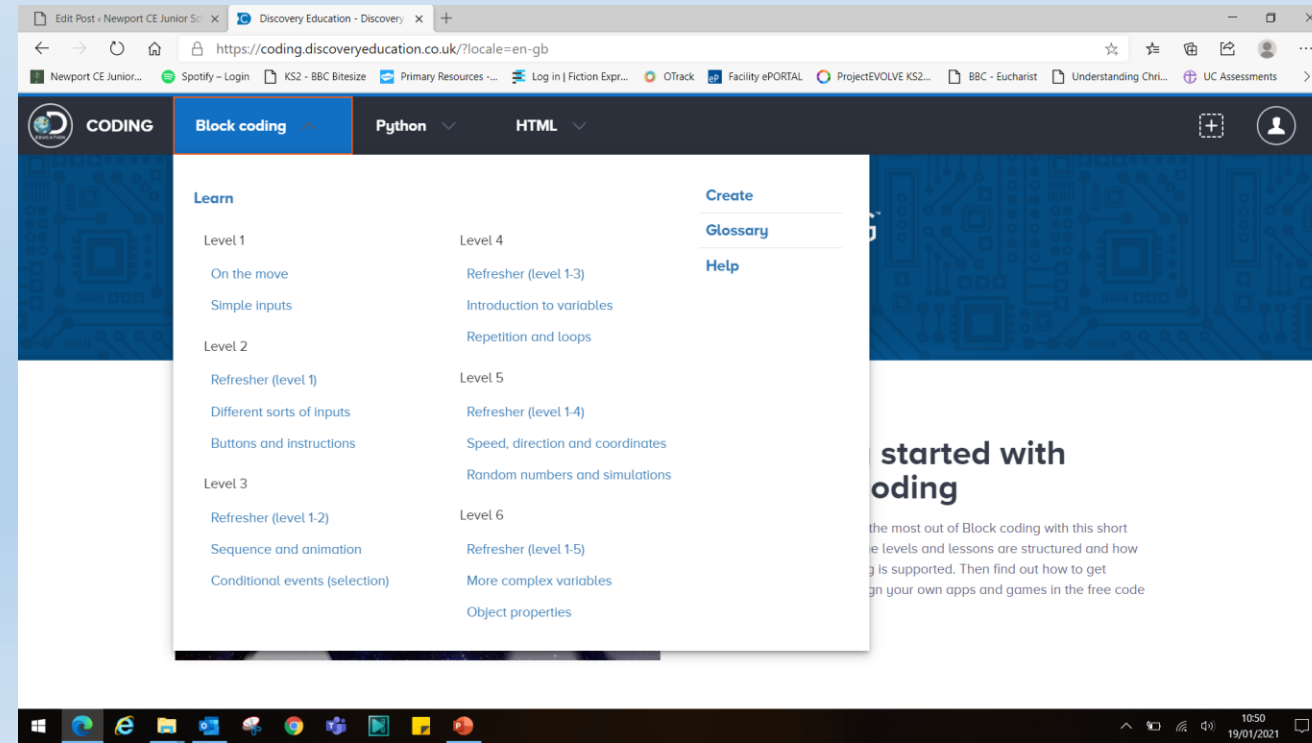 Edit Post ‹ Newport CE Junior Sc
Discovery Education - Discovery
https://coding.discoveryeducation.co.uk/?locale=en-gb
Newport CE Junior...
Spotify – Login
KS2 - BBC Bitesize
Primary Resources -...
Log in | Fiction Expr...
OTrack
eP
Facility ePORTAL
ProjectEVOLVE KS2...
BBC - Eucharist
Understanding Chri...
UC Assessments
EDUCATION
CODING
Block coding
Python
HTML
Learn
Level 1
On the move
Simple inputs
Level 2
Refresher (level 1)
Different sorts of inputs
Buttons and instructions
Level 3
Refresher (level 1-2)
Sequence and animation
Conditional events (selection)
Level 4
Refresher (level 1-3)
Introduction to variables
Repetition and loops
Level 5
Refresher (level 1-4)
Speed, direction and coordinates
Random numbers and simulations
Level 6
Refresher (level 1-5)
More complex variables
Object properties
Create
Glossary
Help
started with
oding
the most out of Block coding with this short
e levels and lessons are structured and how
g is supported. Then find out how to get
gn your own apps and games in the free code
10:50
19/01/2021